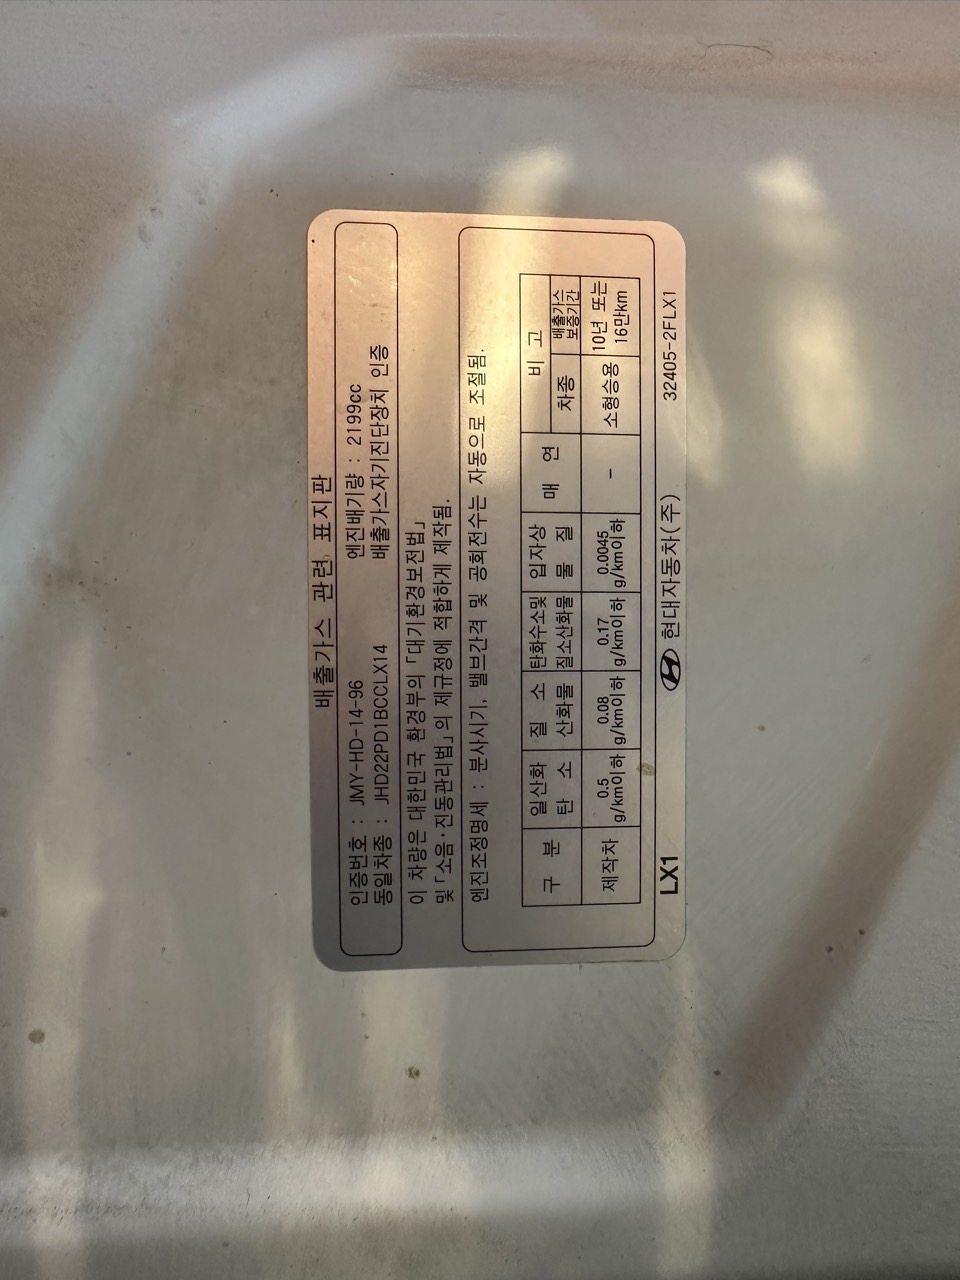 배출가스 관련 표지판
인증번호 : JMY-HD-14-96 엔진배기량 : 2199cc
동일차종 : JHD22PD1BCCLX14 배출가스자기진단장치 인증
이 차량은 대한민국 환경부의 「대기환경보전법」
및 「소음·진동관리법」의 제규정에 적합하게 제작됨.
엔진조정명세 : 분사시기, 밸브간격 및 공회전수는 자동으로 조절됨.
구 분 일산화탄 소 질 소산화물 탄화수소및질소산화물 입자상물 질 매 연 비 고
차종 배출가스보증기간
제작차 0.5g/km이하 0.08g/km이하 0.17g/km이하 0.0045g/km이하 - 소형승용 10년 또는16만km
LX1 현대자동차(주) 32405-2FLX1